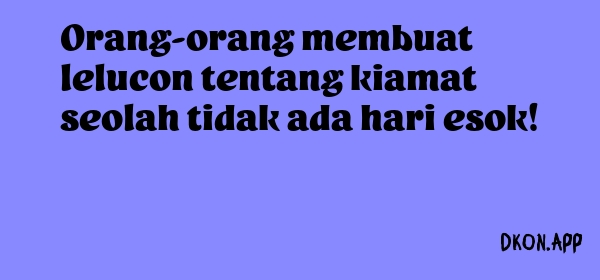 Orang-orang membuat
lelucon tentang kiamat
seolah tidak ada hari esok!
DKON.APP